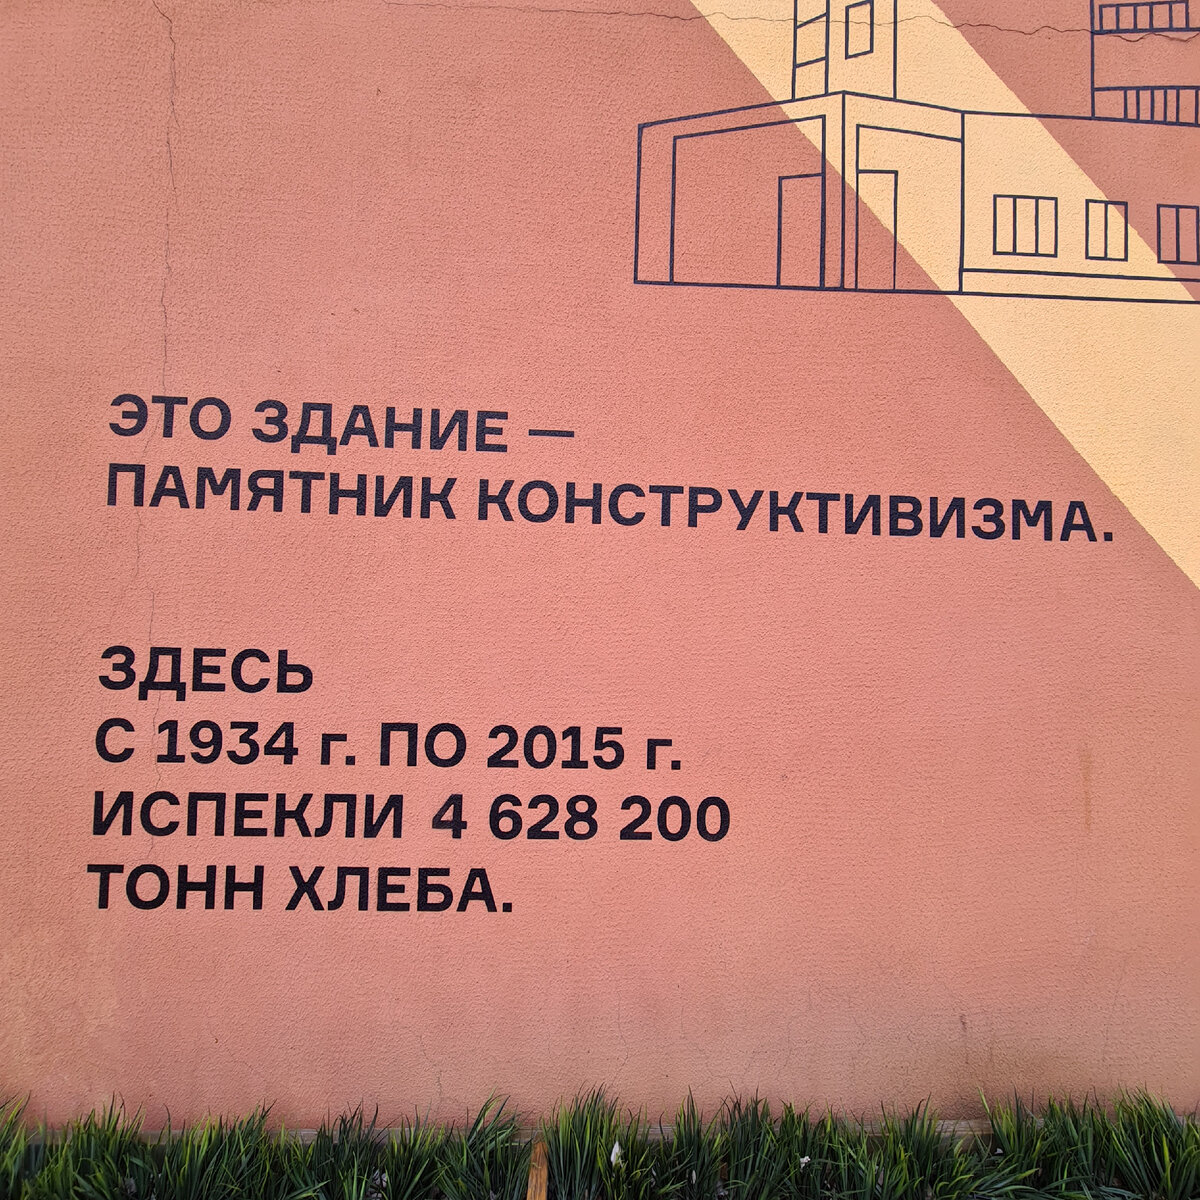 ЭТО ЗДАНИЕ —
ПАМЯТНИК КОНСТРУКТИВИЗМА.
ЗДЕСЬ
С 1934 г. ПО 2015 г.
ИСПЕКЛИ 4 628 200
ТОНН ХЛЕБА.